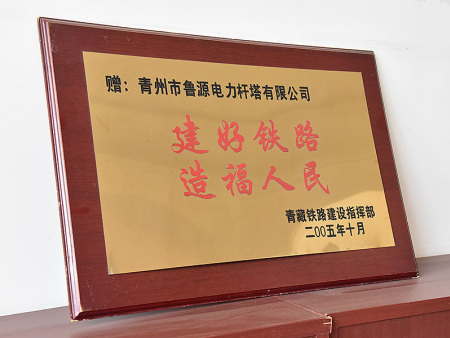 赠：青州市鲁源电力杆塔有限公司
建好铁路
造福人民
青藏铁路建设指挥部
二00五年十月